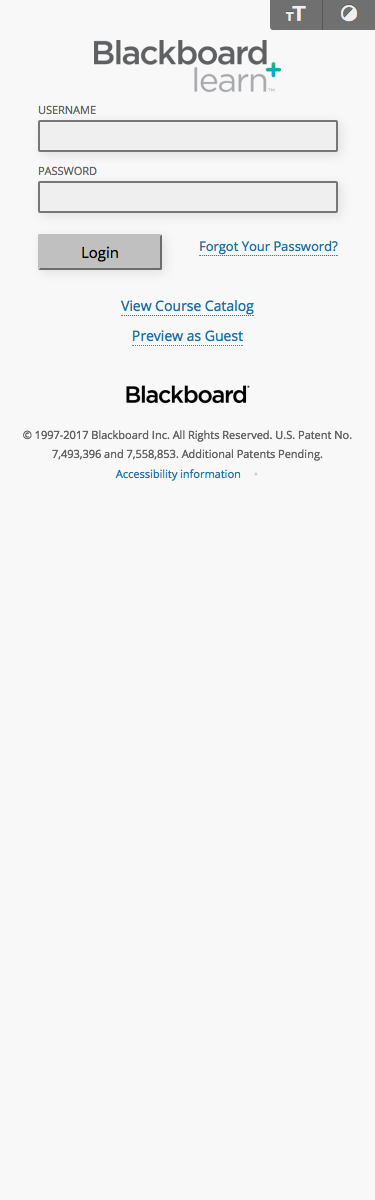 TT
Blackboard
learn+™
USERNAME
PASSWORD
Login
Forgot Your Password?
View Course Catalog
Preview as Guest
Blackboard
© 1997-2017 Blackboard Inc. All Rights Reserved. U.S. Patent No.
7,493,396 and 7,558,853. Additional Patents Pending.
Accessibility information